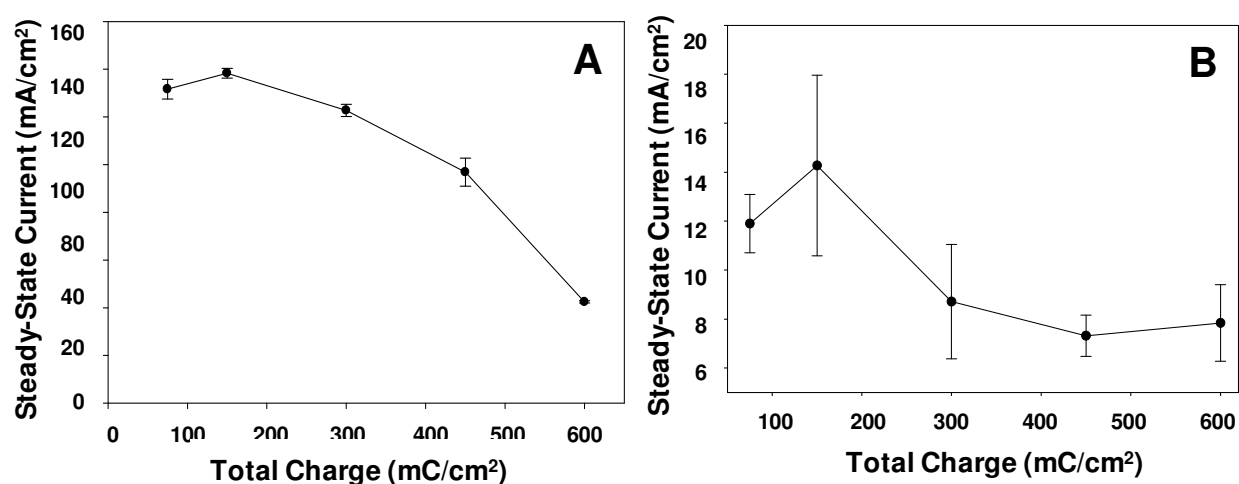 A
Steady-State Current (mA/cm²)
160
140
120
100
80
40
20
0
0 100 200 300 400 500 600
Total Charge (mC/cm²)
B
Steady-State Current (mA/cm²)
20
18
16
14
12
10
8
6
100 200 300 400 500 600
Total Charge (mC/cm²)